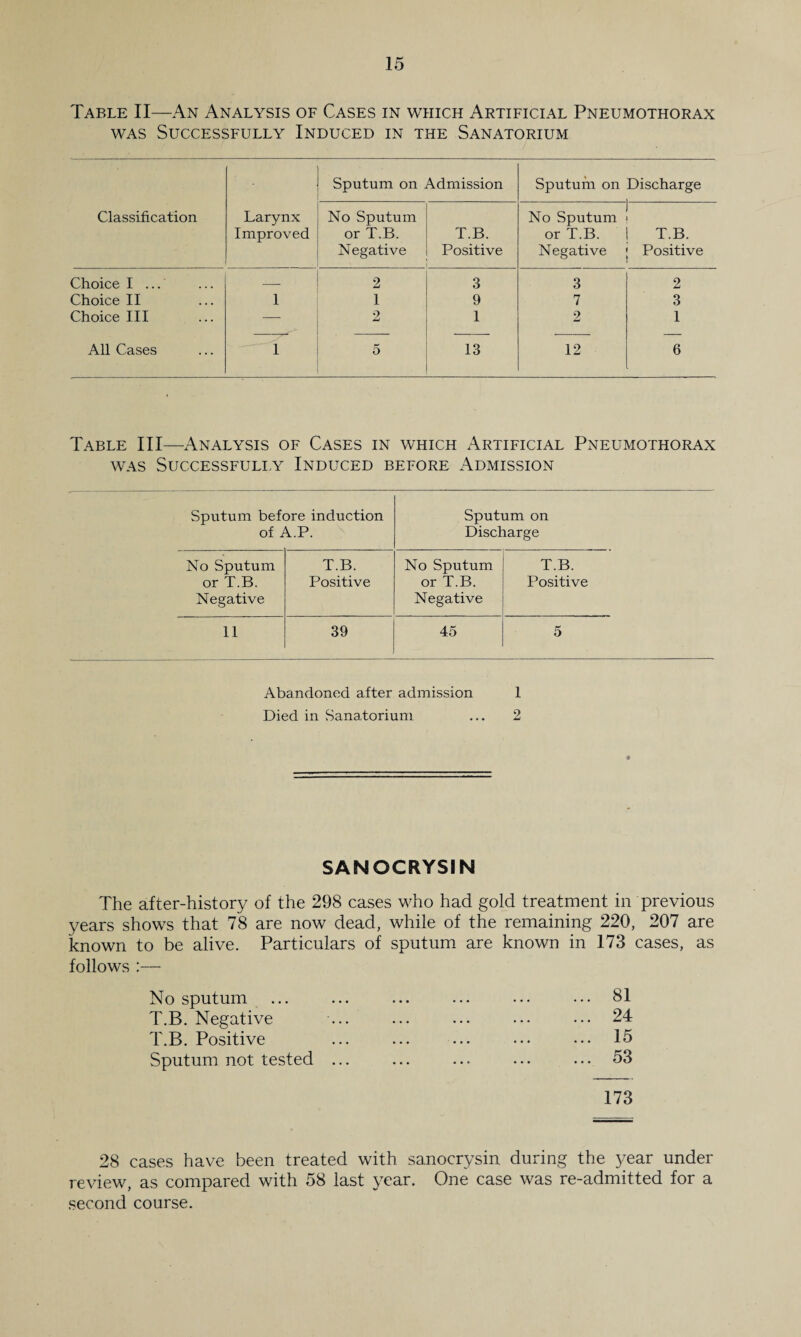 15
Table II—An Analysis of Cases in which Artificial Pneumothorax
was Successfully Induced in the Sanatorium
Sputum on Admission Sputum on Discharge
Classification Larynx No Sputum No Sputum
Improved or T.B. T.B. or T.B. T.B.
Negative Positive Negative Positive
Choice I ... ... — 2 3 3 2
Choice II ... 1 1 9 7 3
Choice III ... — 2 1 2 1
All Cases ... 1 5 13 12 6
Table III—Analysis of Cases in which Artificial Pneumothorax
was Successfully Induced before Admission
Sputum before induction Sputum on
of A.P. Discharge
No Sputum T.B. No Sputum T.B.
or T.B. Positive or T.B. Positive
Negative Negative
11 39 45 5
Abandoned after admission 1
Died in Sanatorium ... 2
SANOCRYSIN
The after-history of the 298 cases who had gold treatment in previous
years shows that 78 are now dead, while of the remaining 220, 207 are
known to be alive. Particulars of sputum are known in 173 cases, as
follows :—
No sputum ... ... ... ... ... ... 81
T.B. Negative ... ... ... ... ... 24
T.B. Positive ... ... ... ... ... 15
Sputum not tested ... ... ... ... ... 53
173
28 cases have been treated with sanocrysin during the year under
review, as compared with 58 last year. One case was re-admitted for a
second course.